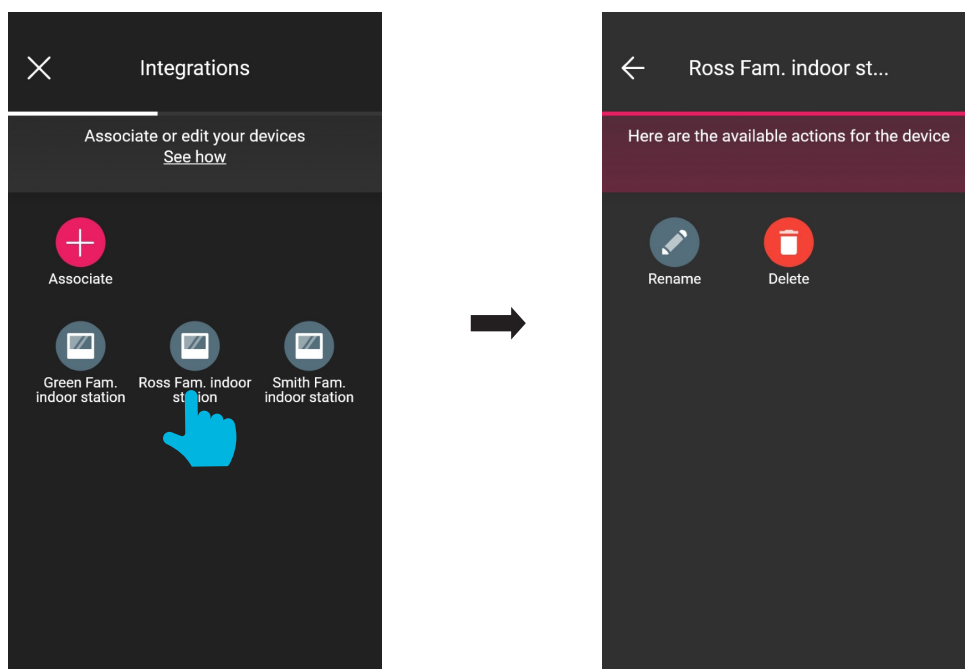 Integrations
Associate or edit your devices
See how
Associate
Green Fam.
indoor station
Ross Fam. indoor
station
Smith Fam.
indoor station
Ross Fam. indoor st...
Here are the available actions for the device
Rename
Delete